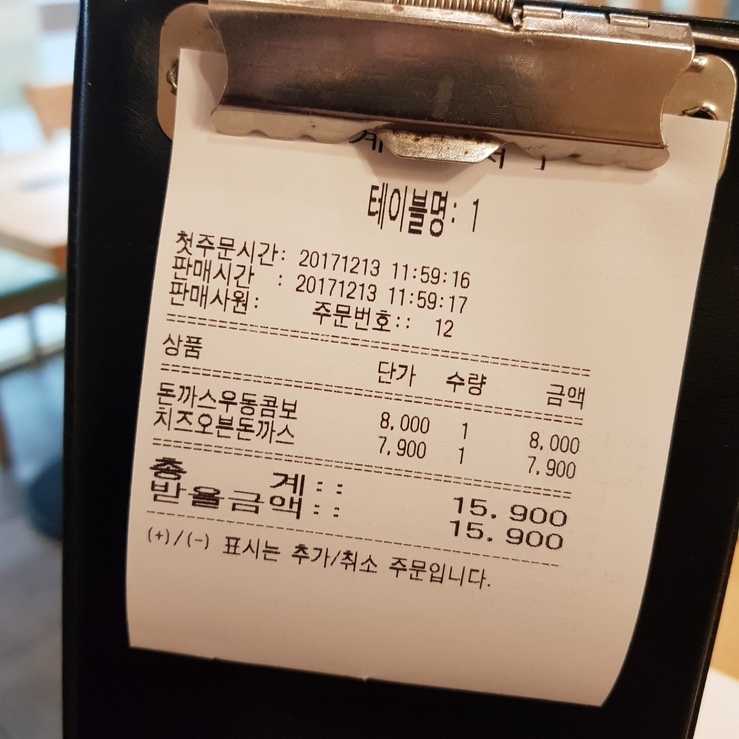 테이블명: 1
첫주문시간: 20171213 11:59:16
판매시간 : 20171213 11:59:17
판매사원: 주문번호:: 12
상품 단가 수량 금액
돈까스우동콤보 8,000 1 8,000
치즈오븐돈까스 7,900 1 7,900
총 계:: 15.900
받을금액:: 15.900
(+)/(-) 표시는 추가/취소 주문입니다.